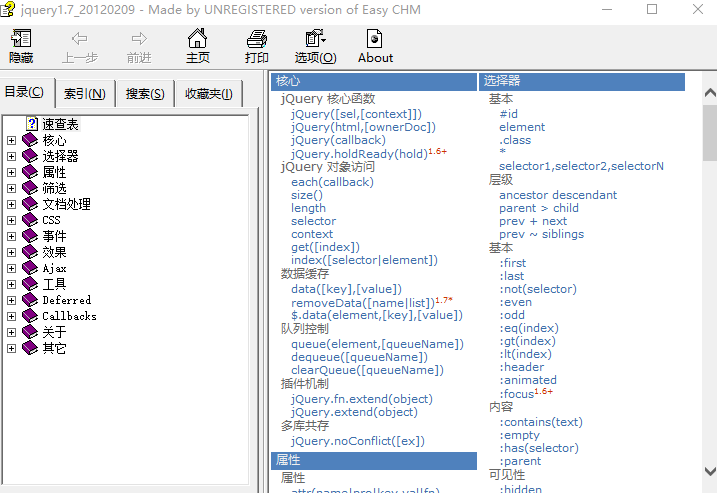 jquery1.7_20120209 - Made by UNREGISTERED version of Easy CHM
隐藏 上一步 前进 主页 打印 选项(O) About
目录(C) 索引(N) 搜索(S) 收藏夹(I)
速查表
核心
选择器
属性
筛选
文档处理
CSS
事件
效果
Ajax
工具
Deferred
Callbacks
关于
其它
核心
jQuery 核心函数
jQuery([sel,[context]])
jQuery(html,[ownerDoc])
jQuery(callback)
jQuery.holdReady(hold)1.6+
jQuery 对象访问
each(callback)
size()
length
selector
context
get([index])
index([selector|element])
数据缓存
data([key],[value])
removeData([name|list])1.7*
$.data(element,[key],[value])
队列控制
queue(element,[queueName])
dequeue([queueName])
clearQueue([queueName])
插件机制
jQuery.fn.extend(object)
jQuery.extend(object)
多库共存
jQuery.noConflict([ex])
属性
属性
attr(name|pro|key,val|fn)
选择器
基本
#id
element
.class
*
selector1,selector2,selectorN
层级
ancestor descendant
parent > child
prev + next
prev ~ siblings
基本
:first
:last
:not(selector)
:even
:odd
:eq(index)
:gt(index)
:lt(index)
:header
:animated
:focus1.6+
内容
:contains(text)
:empty
:has(selector)
:parent
可见性
:hidden